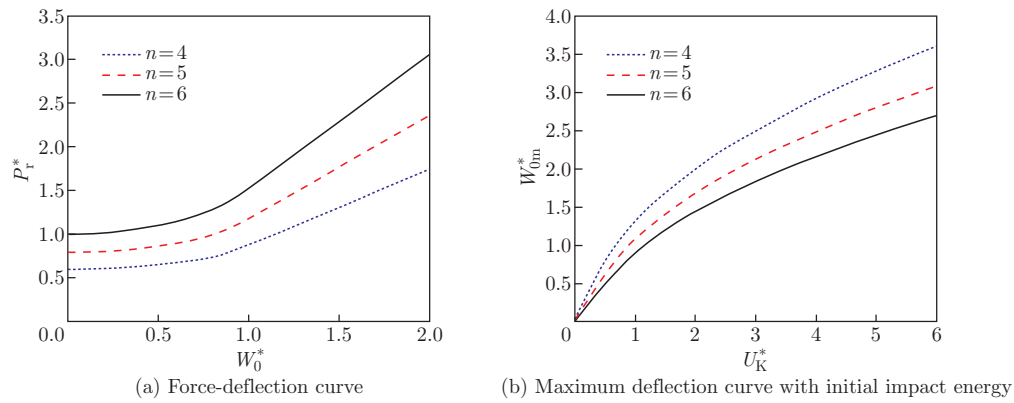 3.5
3.0
2.5
2.0
1.5
1.0
0.5
0.0
0.5
1.0
1.5
2.0
P*r
W*0
n=4
n=5
n=6
(a) Force-deflection curve
4.0
3.5
3.0
2.5
2.0
1.5
1.0
0.5
0
0
1
2
3
4
5
6
W*0m
U*K
n=4
n=5
n=6
(b) Maximum deflection curve with initial impact energy